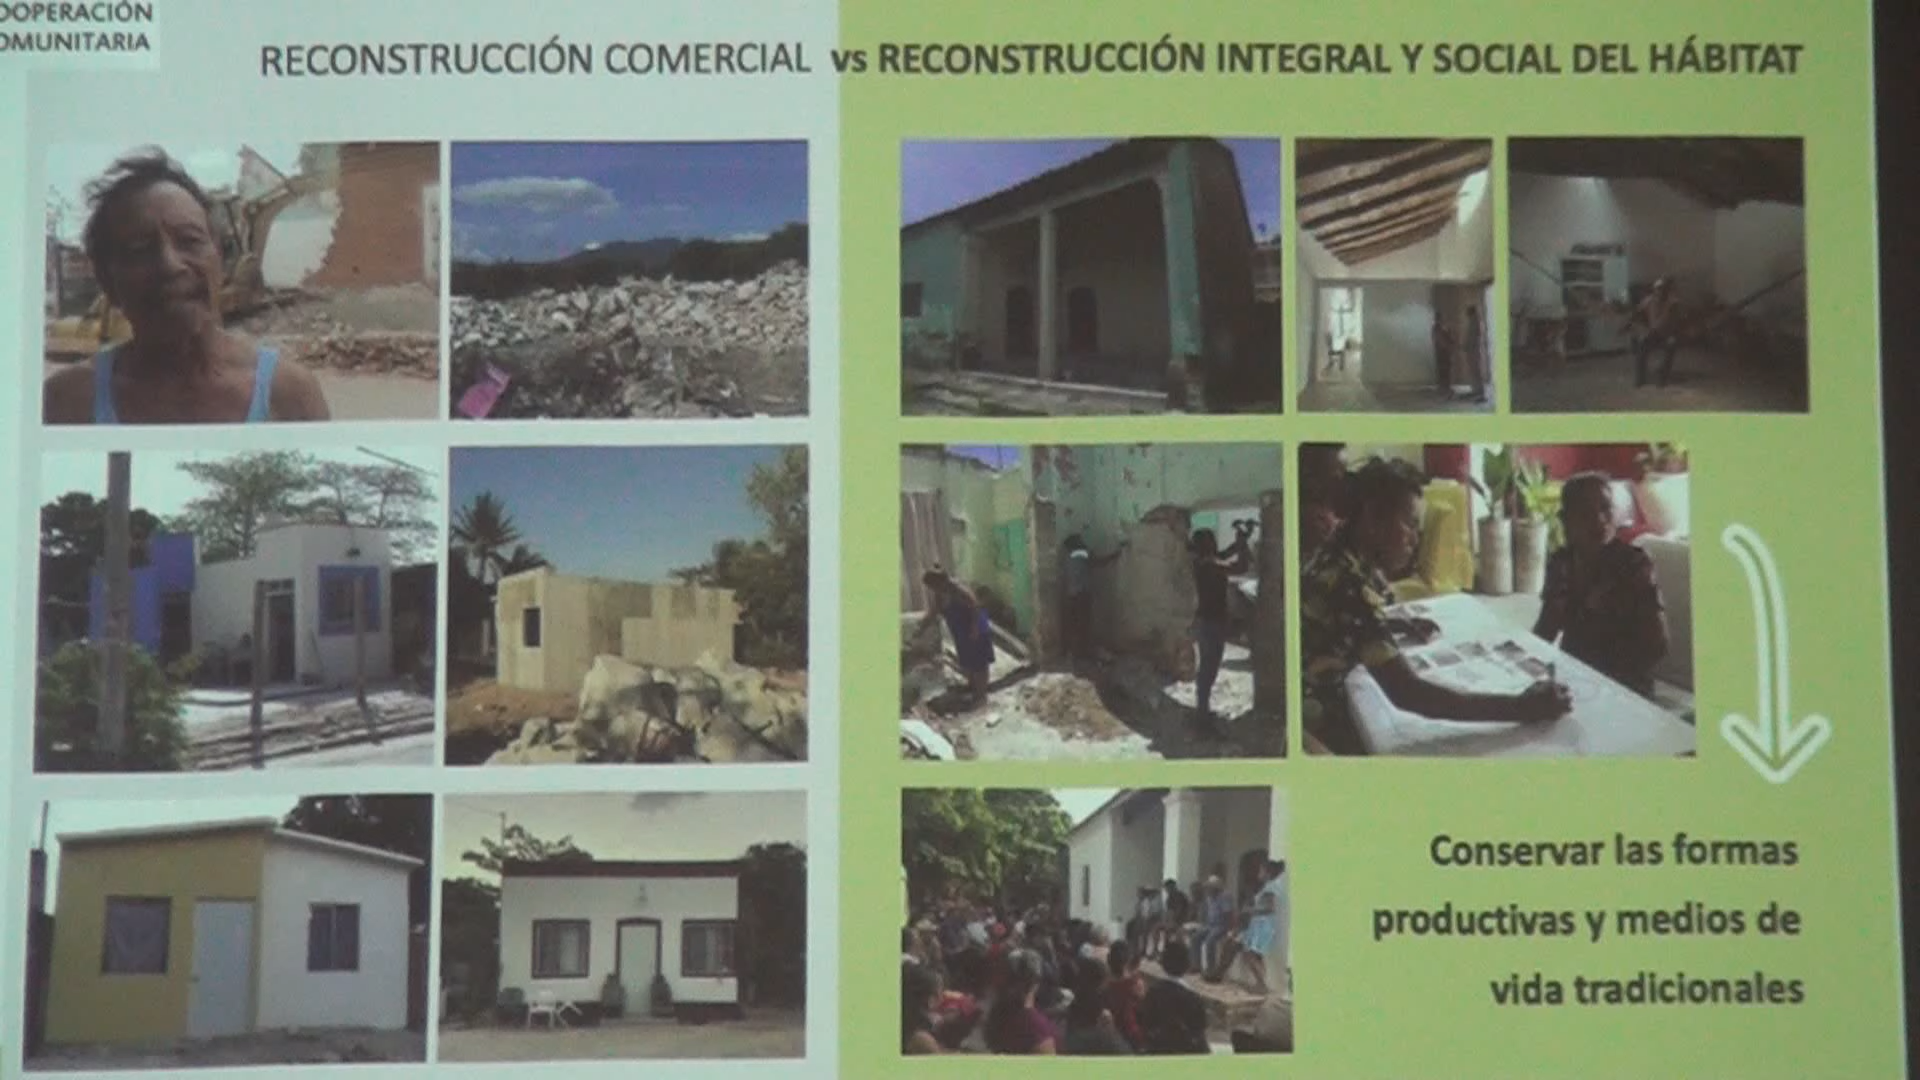 OOPERACIÓN
OMUNITARIA
RECONSTRUCCIÓN COMERCIAL vs RECONSTRUCCIÓN INTEGRAL Y SOCIAL DEL HÁBITAT
Conservar las formas
productivas y medios de
vida tradicionales